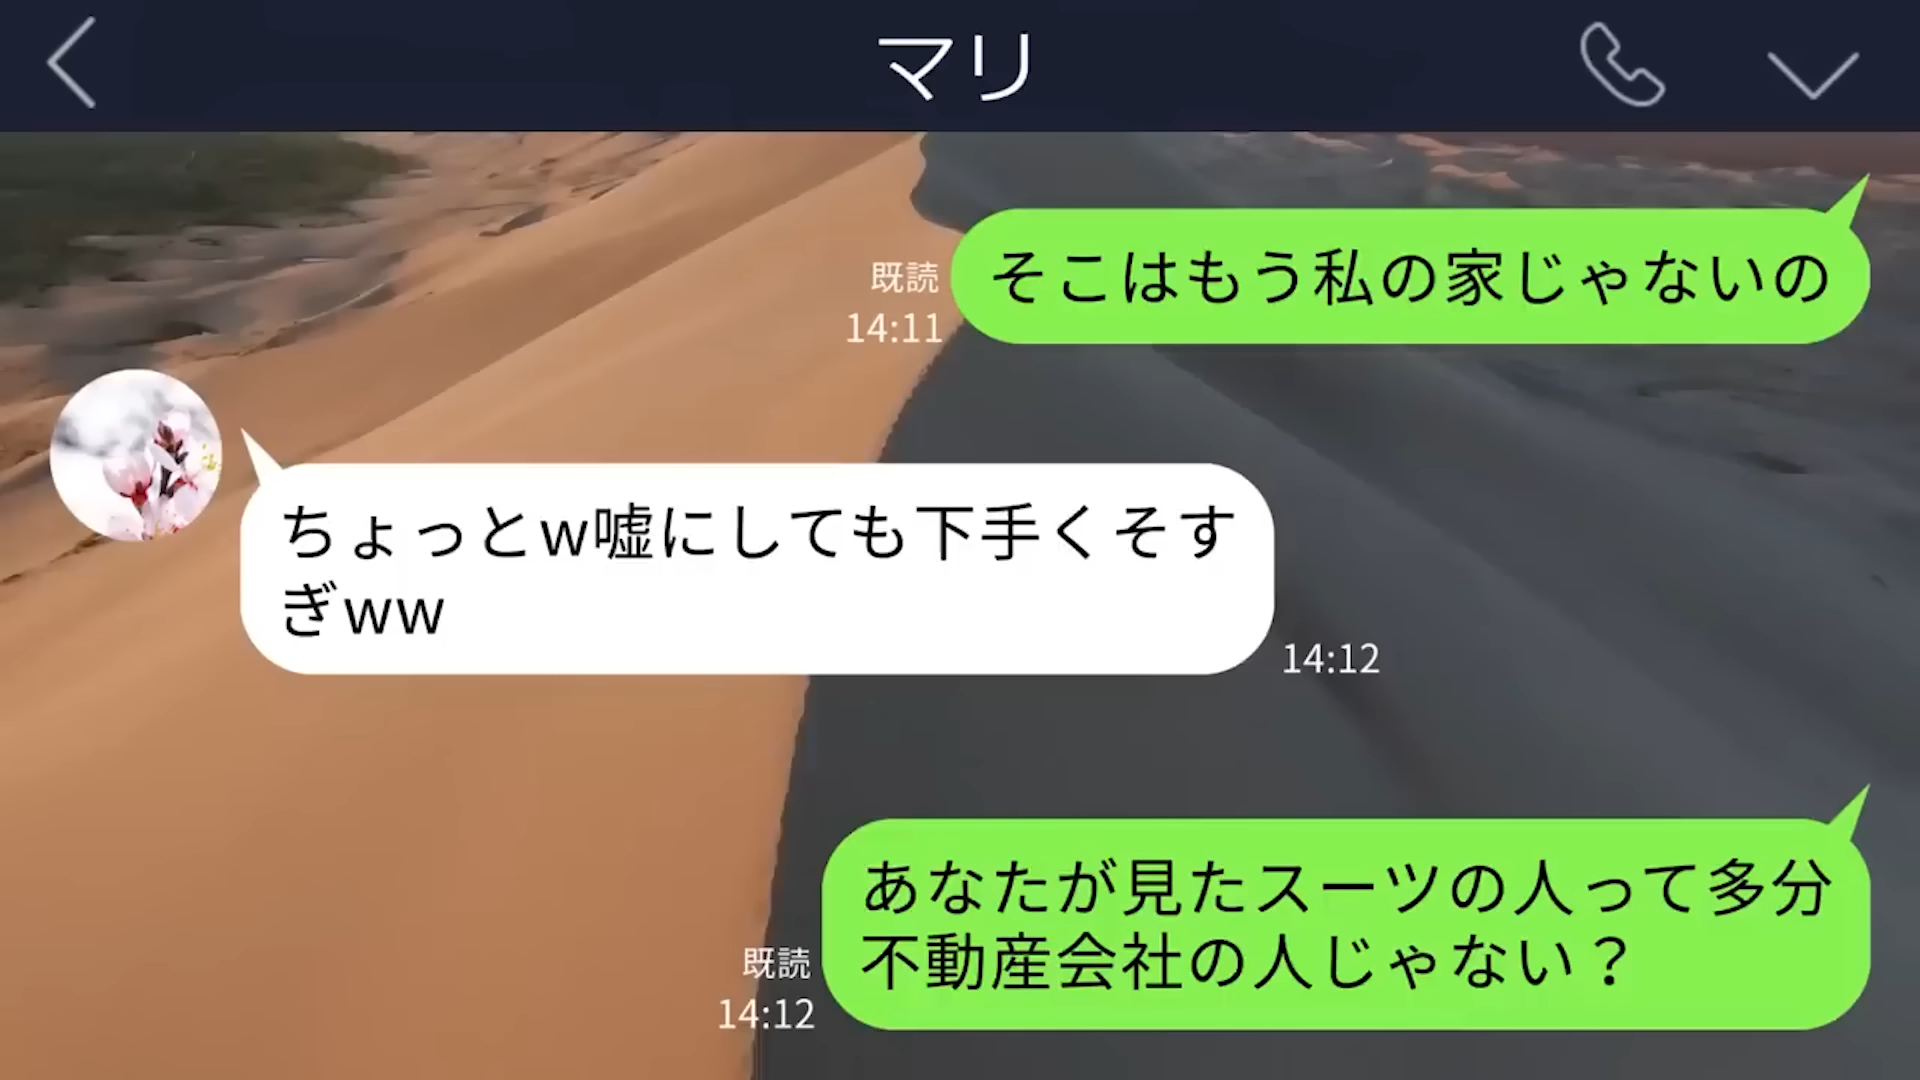 マリ
そこはもう私の家じゃないの
既読
14:11
ちょっとw嘘にしても下手くそす
ぎww
14:12
あなたが見たスーツの人って多分
不動産会社の人じゃない？
既読
14:12